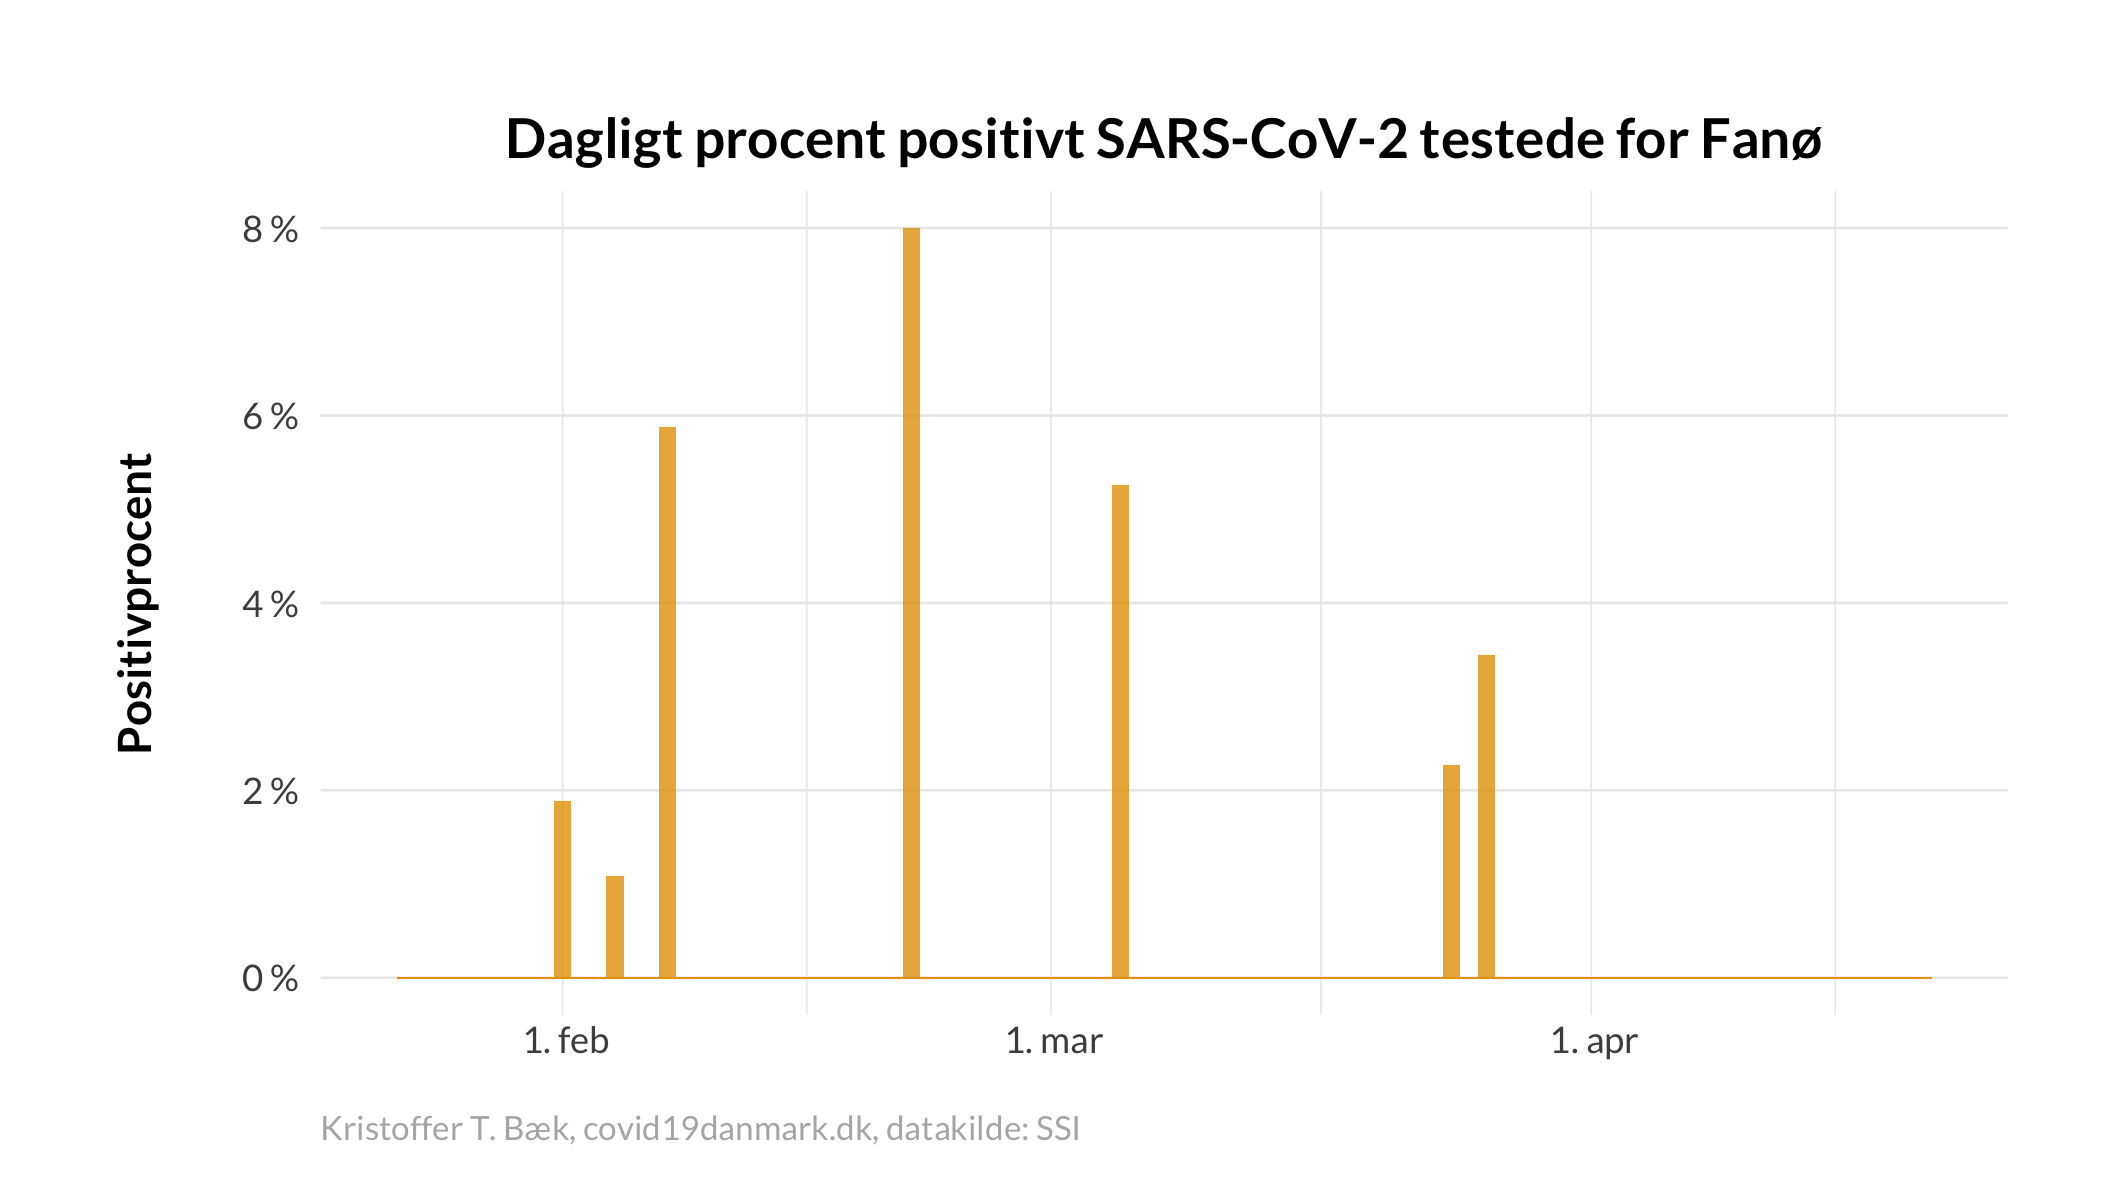 Dagligt procent positivt SARS-CoV-2 testede for Fanø
Positivprocent
8 %
6 %
4 %
2 %
0 %
1. feb
1. mar
1. apr
Kristoffer T. Bæk, covid19danmark.dk, datakilde: SSI